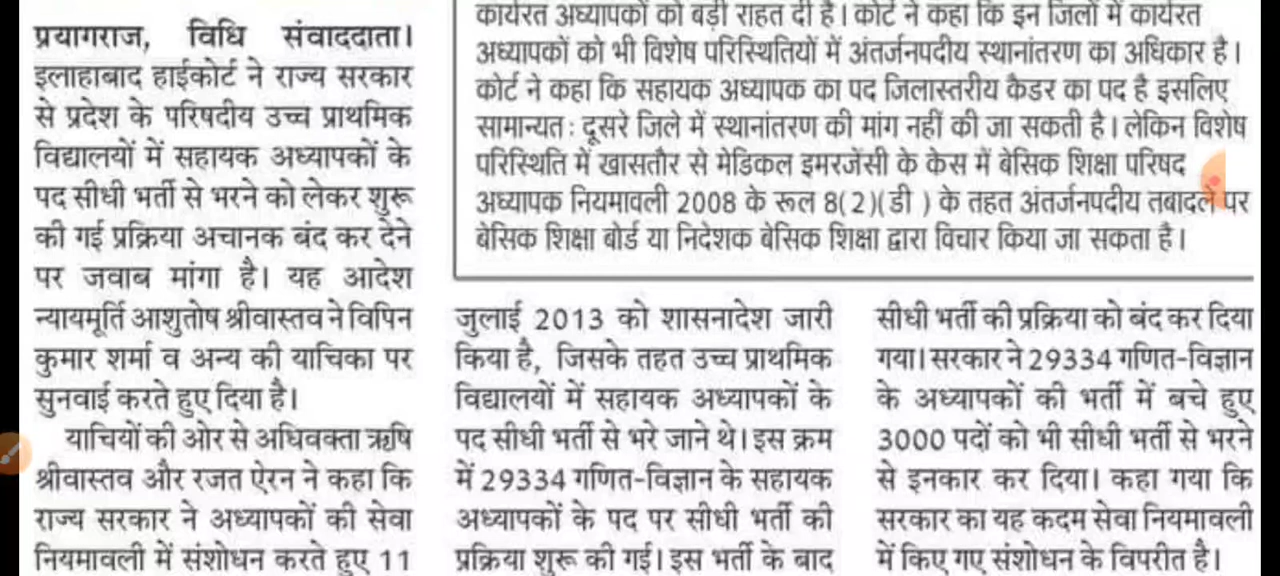 प्रयागराज, विधि संवाददाता।
इलाहाबाद हाईकोर्ट ने राज्य सरकार
से प्रदेश के परिषदीय उच्च प्राथमिक
विद्यालयों में सहायक अध्यापकों के
पद सीधी भर्ती से भरने को लेकर शुरू
की गई प्रक्रिया अचानक बंद कर देने
पर जवाब मांगा है। यह आदेश
न्यायमूर्ति आशुतोष श्रीवास्तव ने विपिन
कुमार शर्मा व अन्य की याचिका पर
सुनवाई करते हुए दिया है।
याचियों की ओर से अधिवक्ता ऋषि
श्रीवास्तव और रजत ऐरन ने कहा कि
राज्य सरकार ने अध्यापकों की सेवा
नियमावली में संशोधन करते हुए 11
कार्यरत अध्यापकों को बड़ी राहत दी है। कोर्ट ने कहा कि इन जिलों में कार्यरत
अध्यापकों को भी विशेष परिस्थितियों में अंतर्जनपदीय स्थानांतरण का अधिकार है।
कोर्ट ने कहा कि सहायक अध्यापक का पद जिलास्तरीय कैडर का पद है इसलिए
सामान्यत: दूसरे जिले में स्थानांतरण की मांग नहीं की जा सकती है। लेकिन विशेष
परिस्थिति में खासतौर से मेडिकल इमरजेंसी के केस में बेसिक शिक्षा परिषद
अध्यापक नियमावली 2008 के रूल 8(2)(डी ) के तहत अंतर्जनपदीय तबादले पर
बेसिक शिक्षा बोर्ड या निदेशक बेसिक शिक्षा द्वारा विचार किया जा सकता है।
जुलाई 2013 को शासनादेश जारी
किया है, जिसके तहत उच्च प्राथमिक
विद्यालयों में सहायक अध्यापकों के
पद सीधी भर्ती से भरे जाने थे। इस क्रम
में 29334 गणित-विज्ञान के सहायक
अध्यापकों के पद पर सीधी भर्ती की
प्रक्रिया शुरू की गई। इस भर्ती के बाद
सीधी भर्ती की प्रक्रिया को बंद कर दिया
गया। सरकार ने 29334 गणित-विज्ञान
के अध्यापकों की भर्ती में बचे हुए
3000 पदों को भी सीधी भर्ती से भरने
से इनकार कर दिया। कहा गया कि
सरकार का यह कदम सेवा नियमावली
में किए गए संशोधन के विपरीत है।